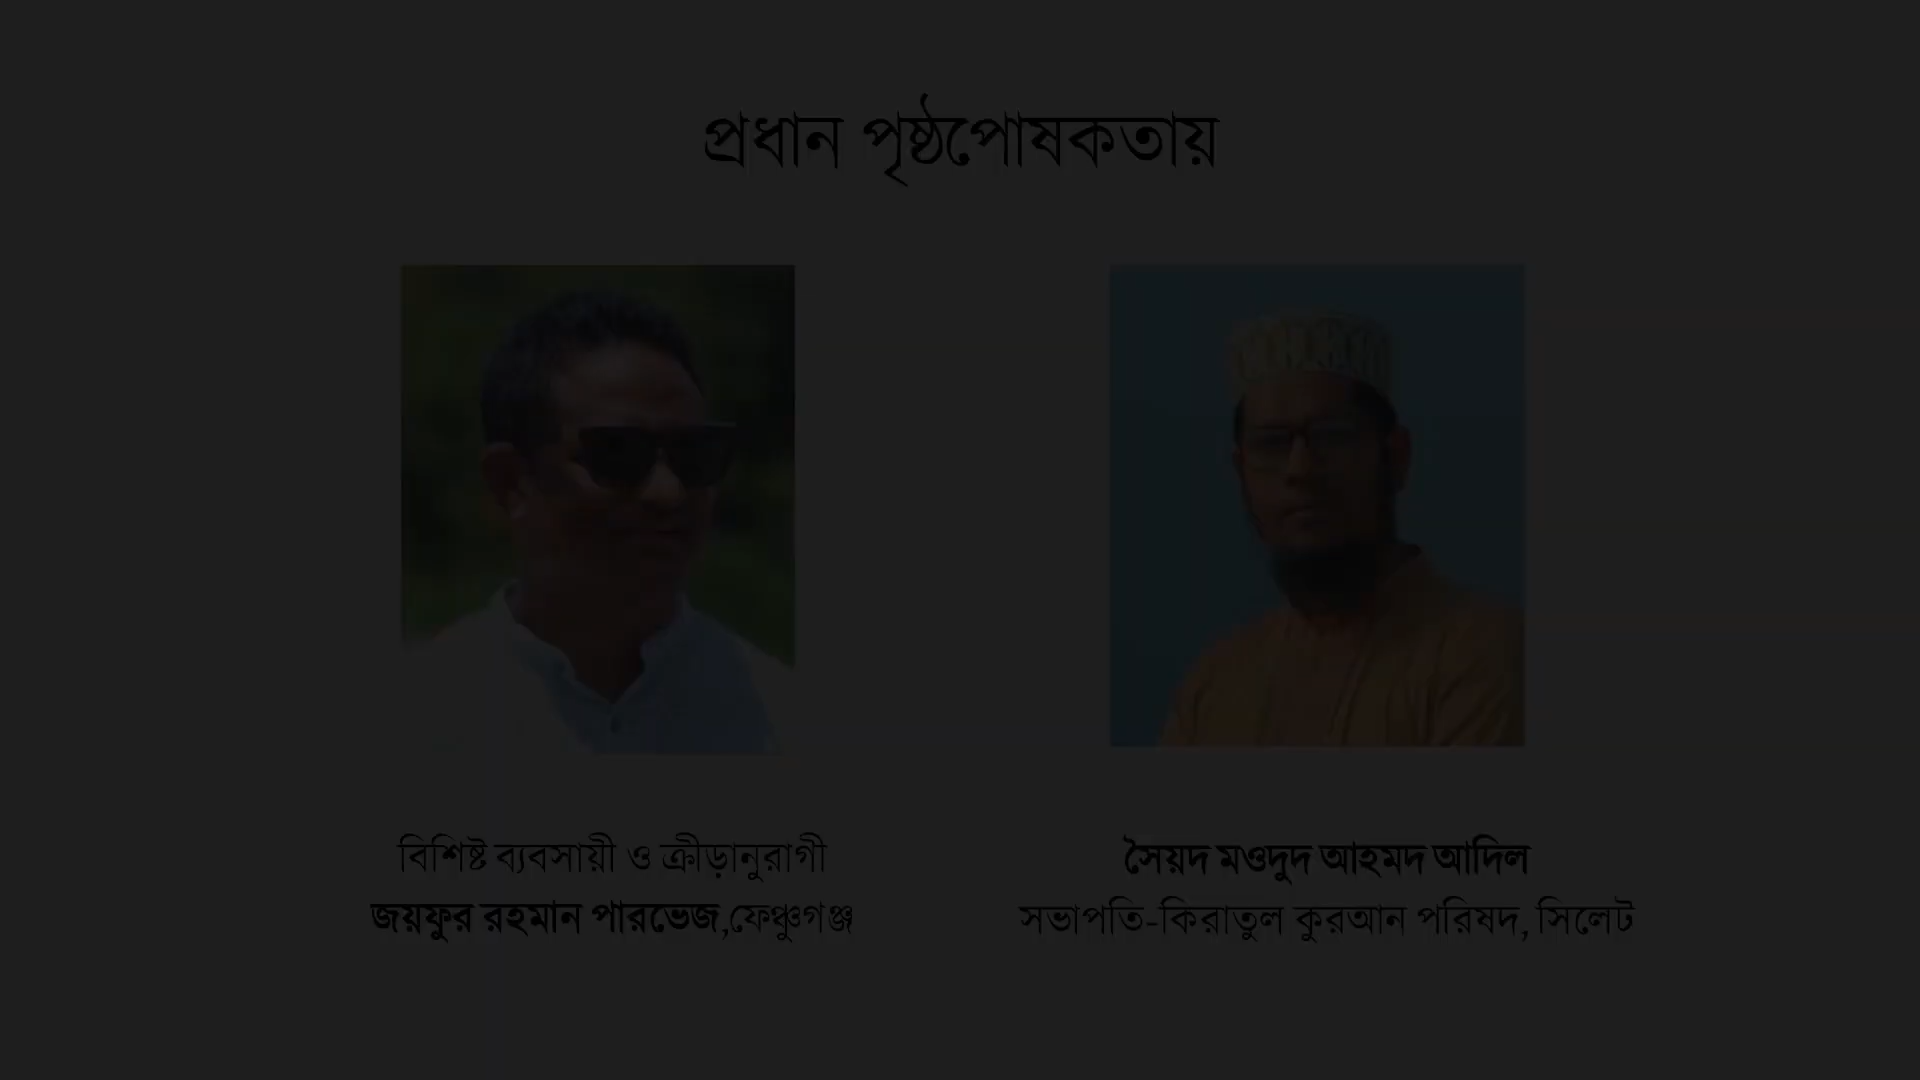 প্রধান পৃষ্ঠপোষকতায়
বিশিষ্ট ব্যবসায়ী ও ক্রীড়ানুরাগী
জয়ফুর রহমান পারভেজ,ফেঞ্চুগঞ্জ
সৈয়দ মওদুদ আহমদ আদিল
সভাপতি-কিরাতুল কুরআন পরিষদ, সিলেট